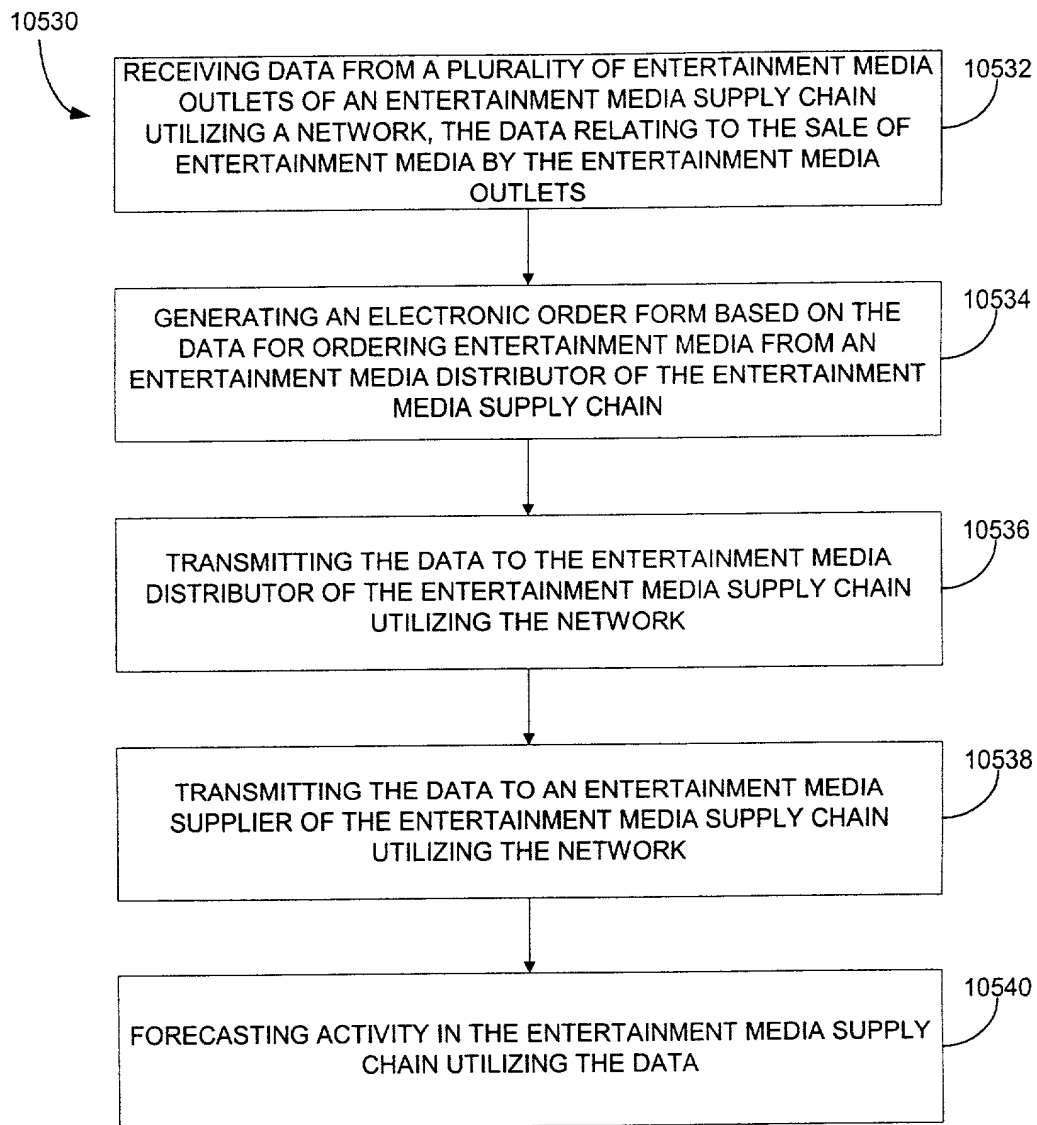 10530
RECEIVING DATA FROM A PLURALITY OF ENTERTAINMENT MEDIA
OUTLETS OF AN ENTERTAINMENT MEDIA SUPPLY CHAIN
UTILIZING A NETWORK, THE DATA RELATING TO THE SALE OF
ENTERTAINMENT MEDIA BY THE ENTERTAINMENT MEDIA
OUTLETS
10532
GENERATING AN ELECTRONIC ORDER FORM BASED ON THE
DATA FOR ORDERING ENTERTAINMENT MEDIA FROM AN
ENTERTAINMENT MEDIA DISTRIBUTOR OF THE ENTERTAINMENT
MEDIA SUPPLY CHAIN
10534
TRANSMITTING THE DATA TO THE ENTERTAINMENT MEDIA
DISTRIBUTOR OF THE ENTERTAINMENT MEDIA SUPPLY CHAIN
UTILIZING THE NETWORK
10536
TRANSMITTING THE DATA TO AN ENTERTAINMENT MEDIA
SUPPLIER OF THE ENTERTAINMENT MEDIA SUPPLY CHAIN
UTILIZING THE NETWORK
10538
FORECASTING ACTIVITY IN THE ENTERTAINMENT MEDIA SUPPLY
CHAIN UTILIZING THE DATA
10540